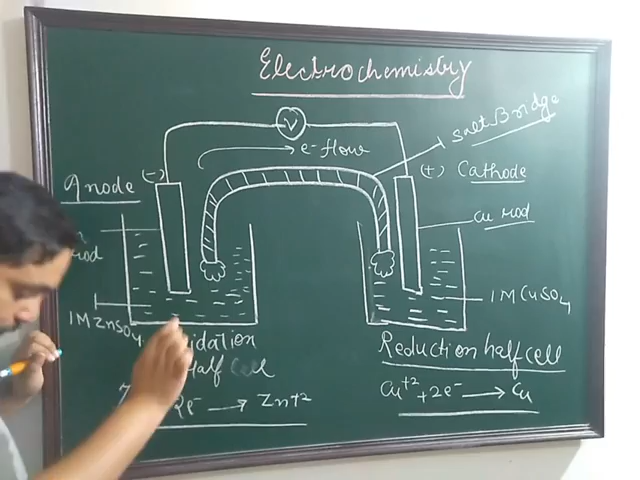 Electrochemistry
V
Salt Bridge
e- flow
(-)
(+) Cathode
Anode
Cu rod
rod
1M CuSO4
1M ZnSO4
Reduction half cell
Half Cell
Cu+2 + 2e- → Cu
2e- → Zn+2